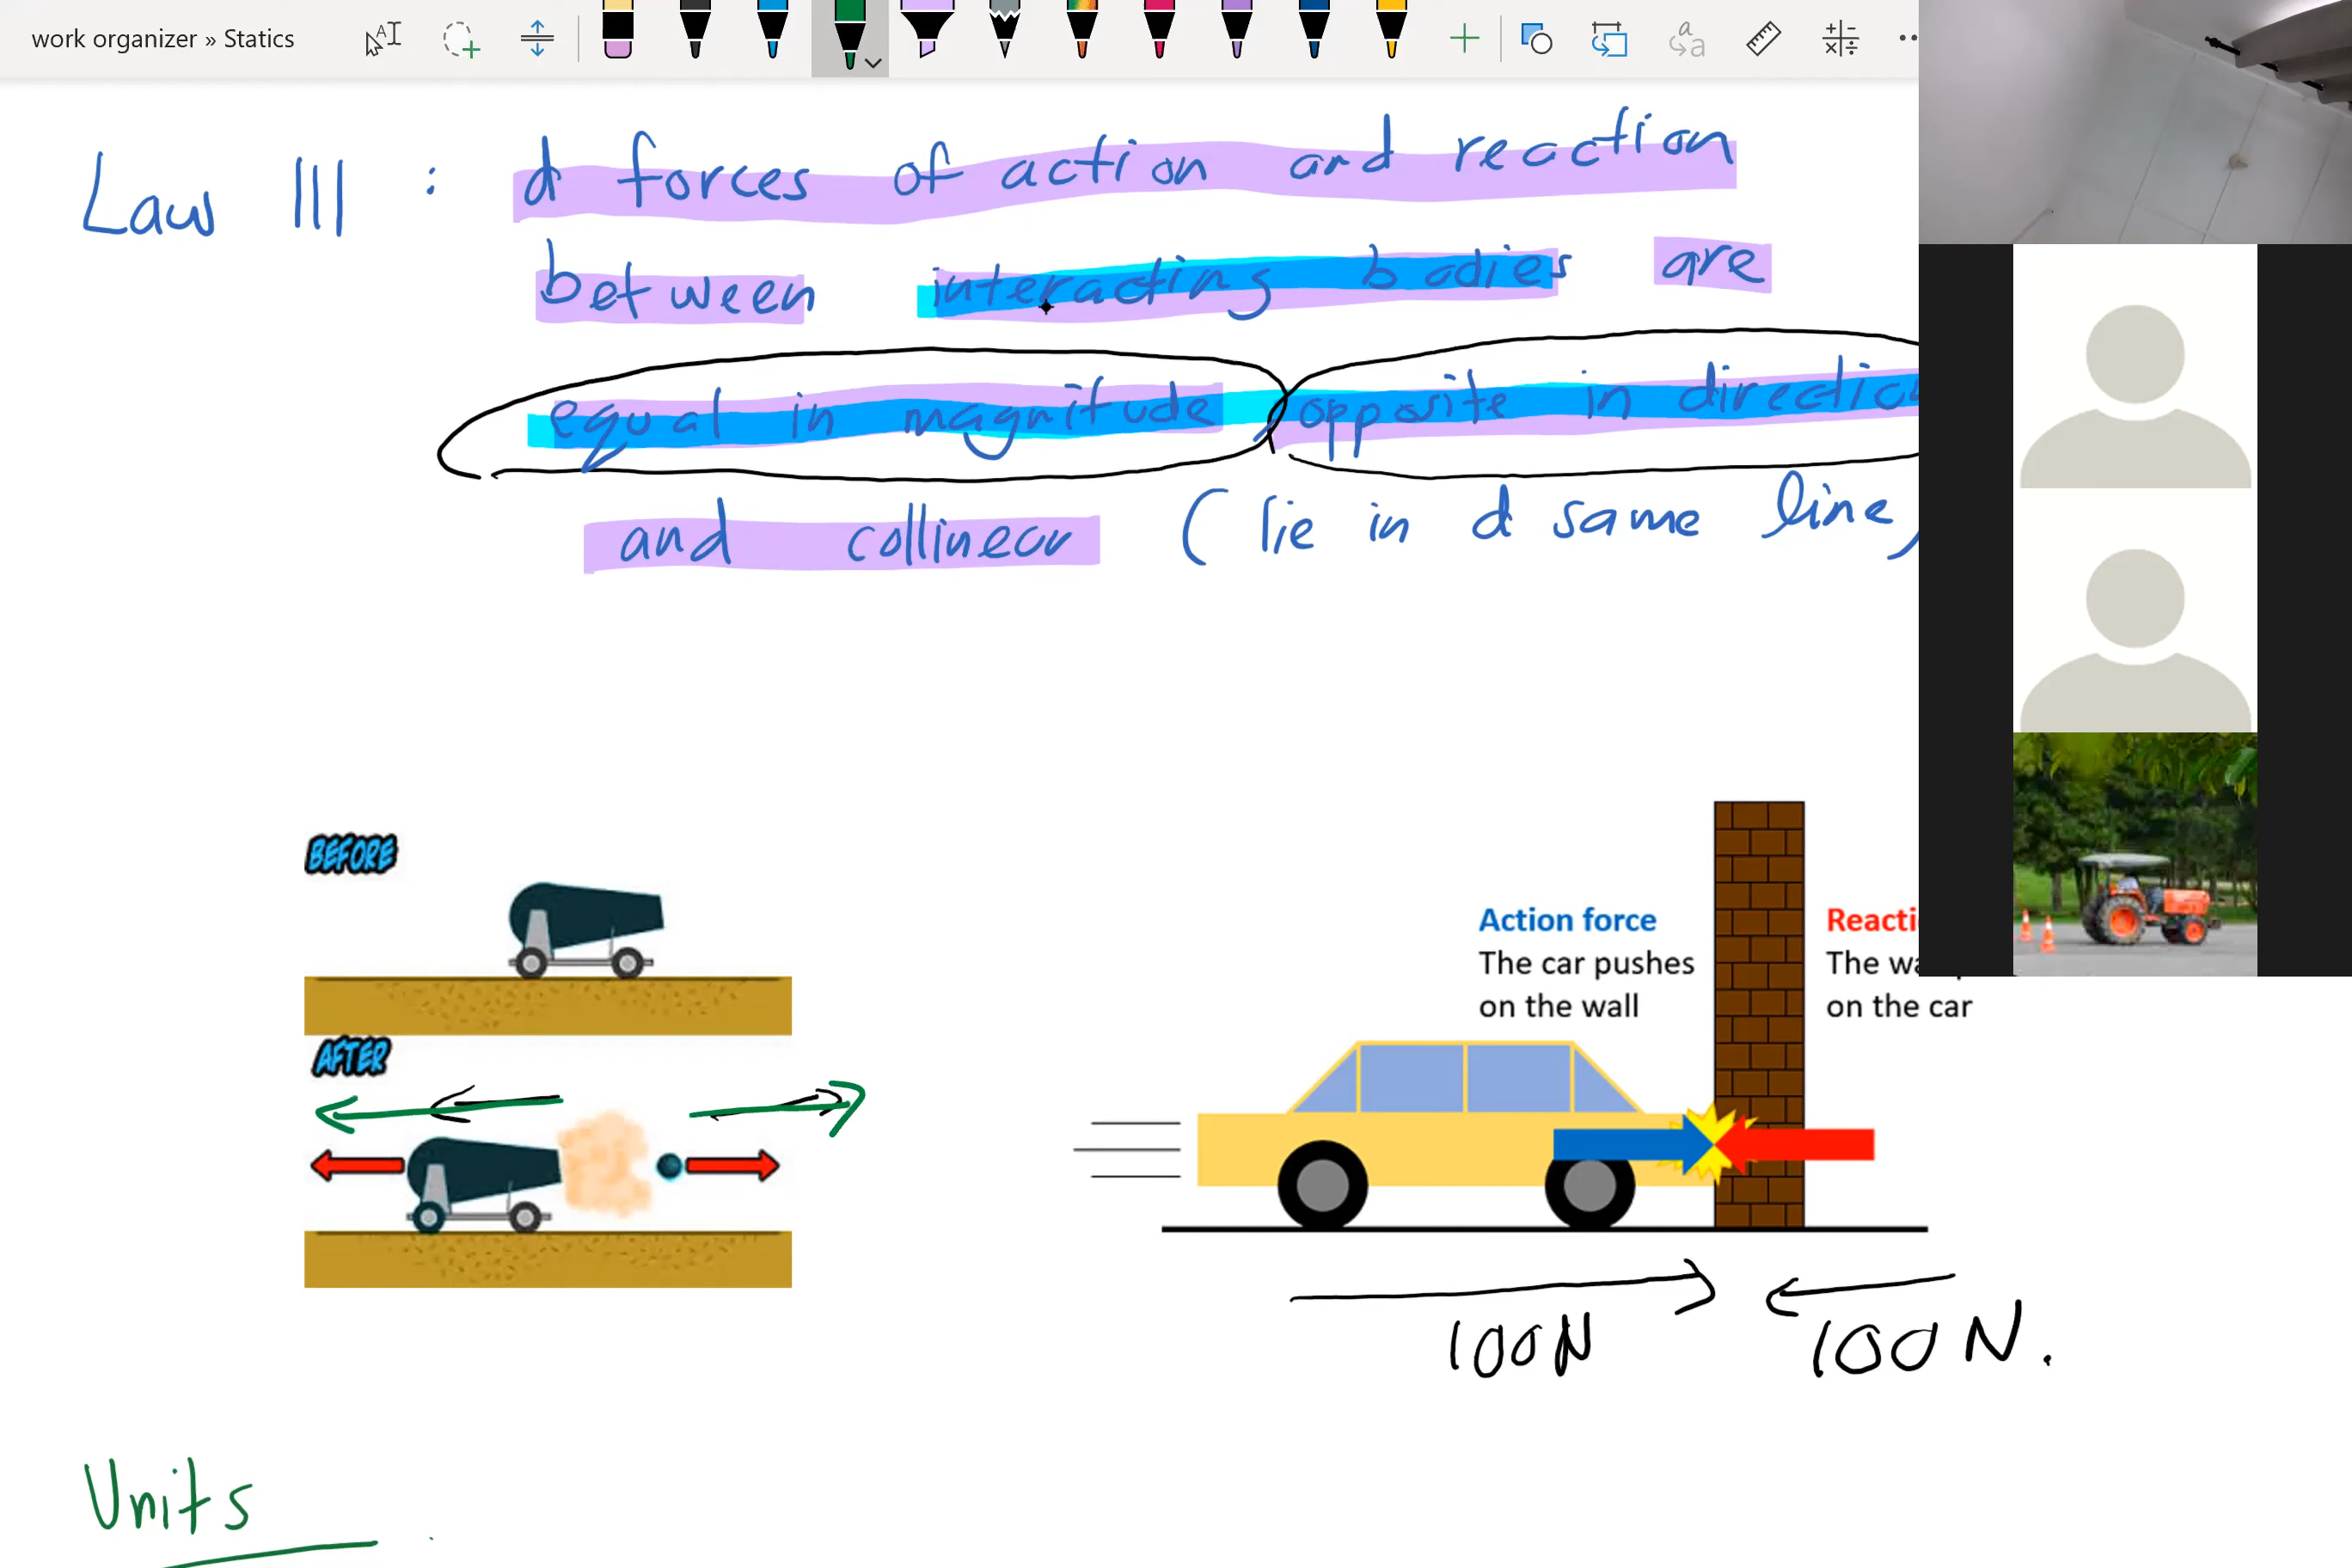 work organizer » Statics
Law III : d forces of action and reaction
between interacting bodies are
equal in magnitude, opposite in directio
and collinear (lie in d same line)
BEFORE
AFTER
Action force
The car pushes
on the wall
Reacti
The wa
on the car
100N
100N.
Units